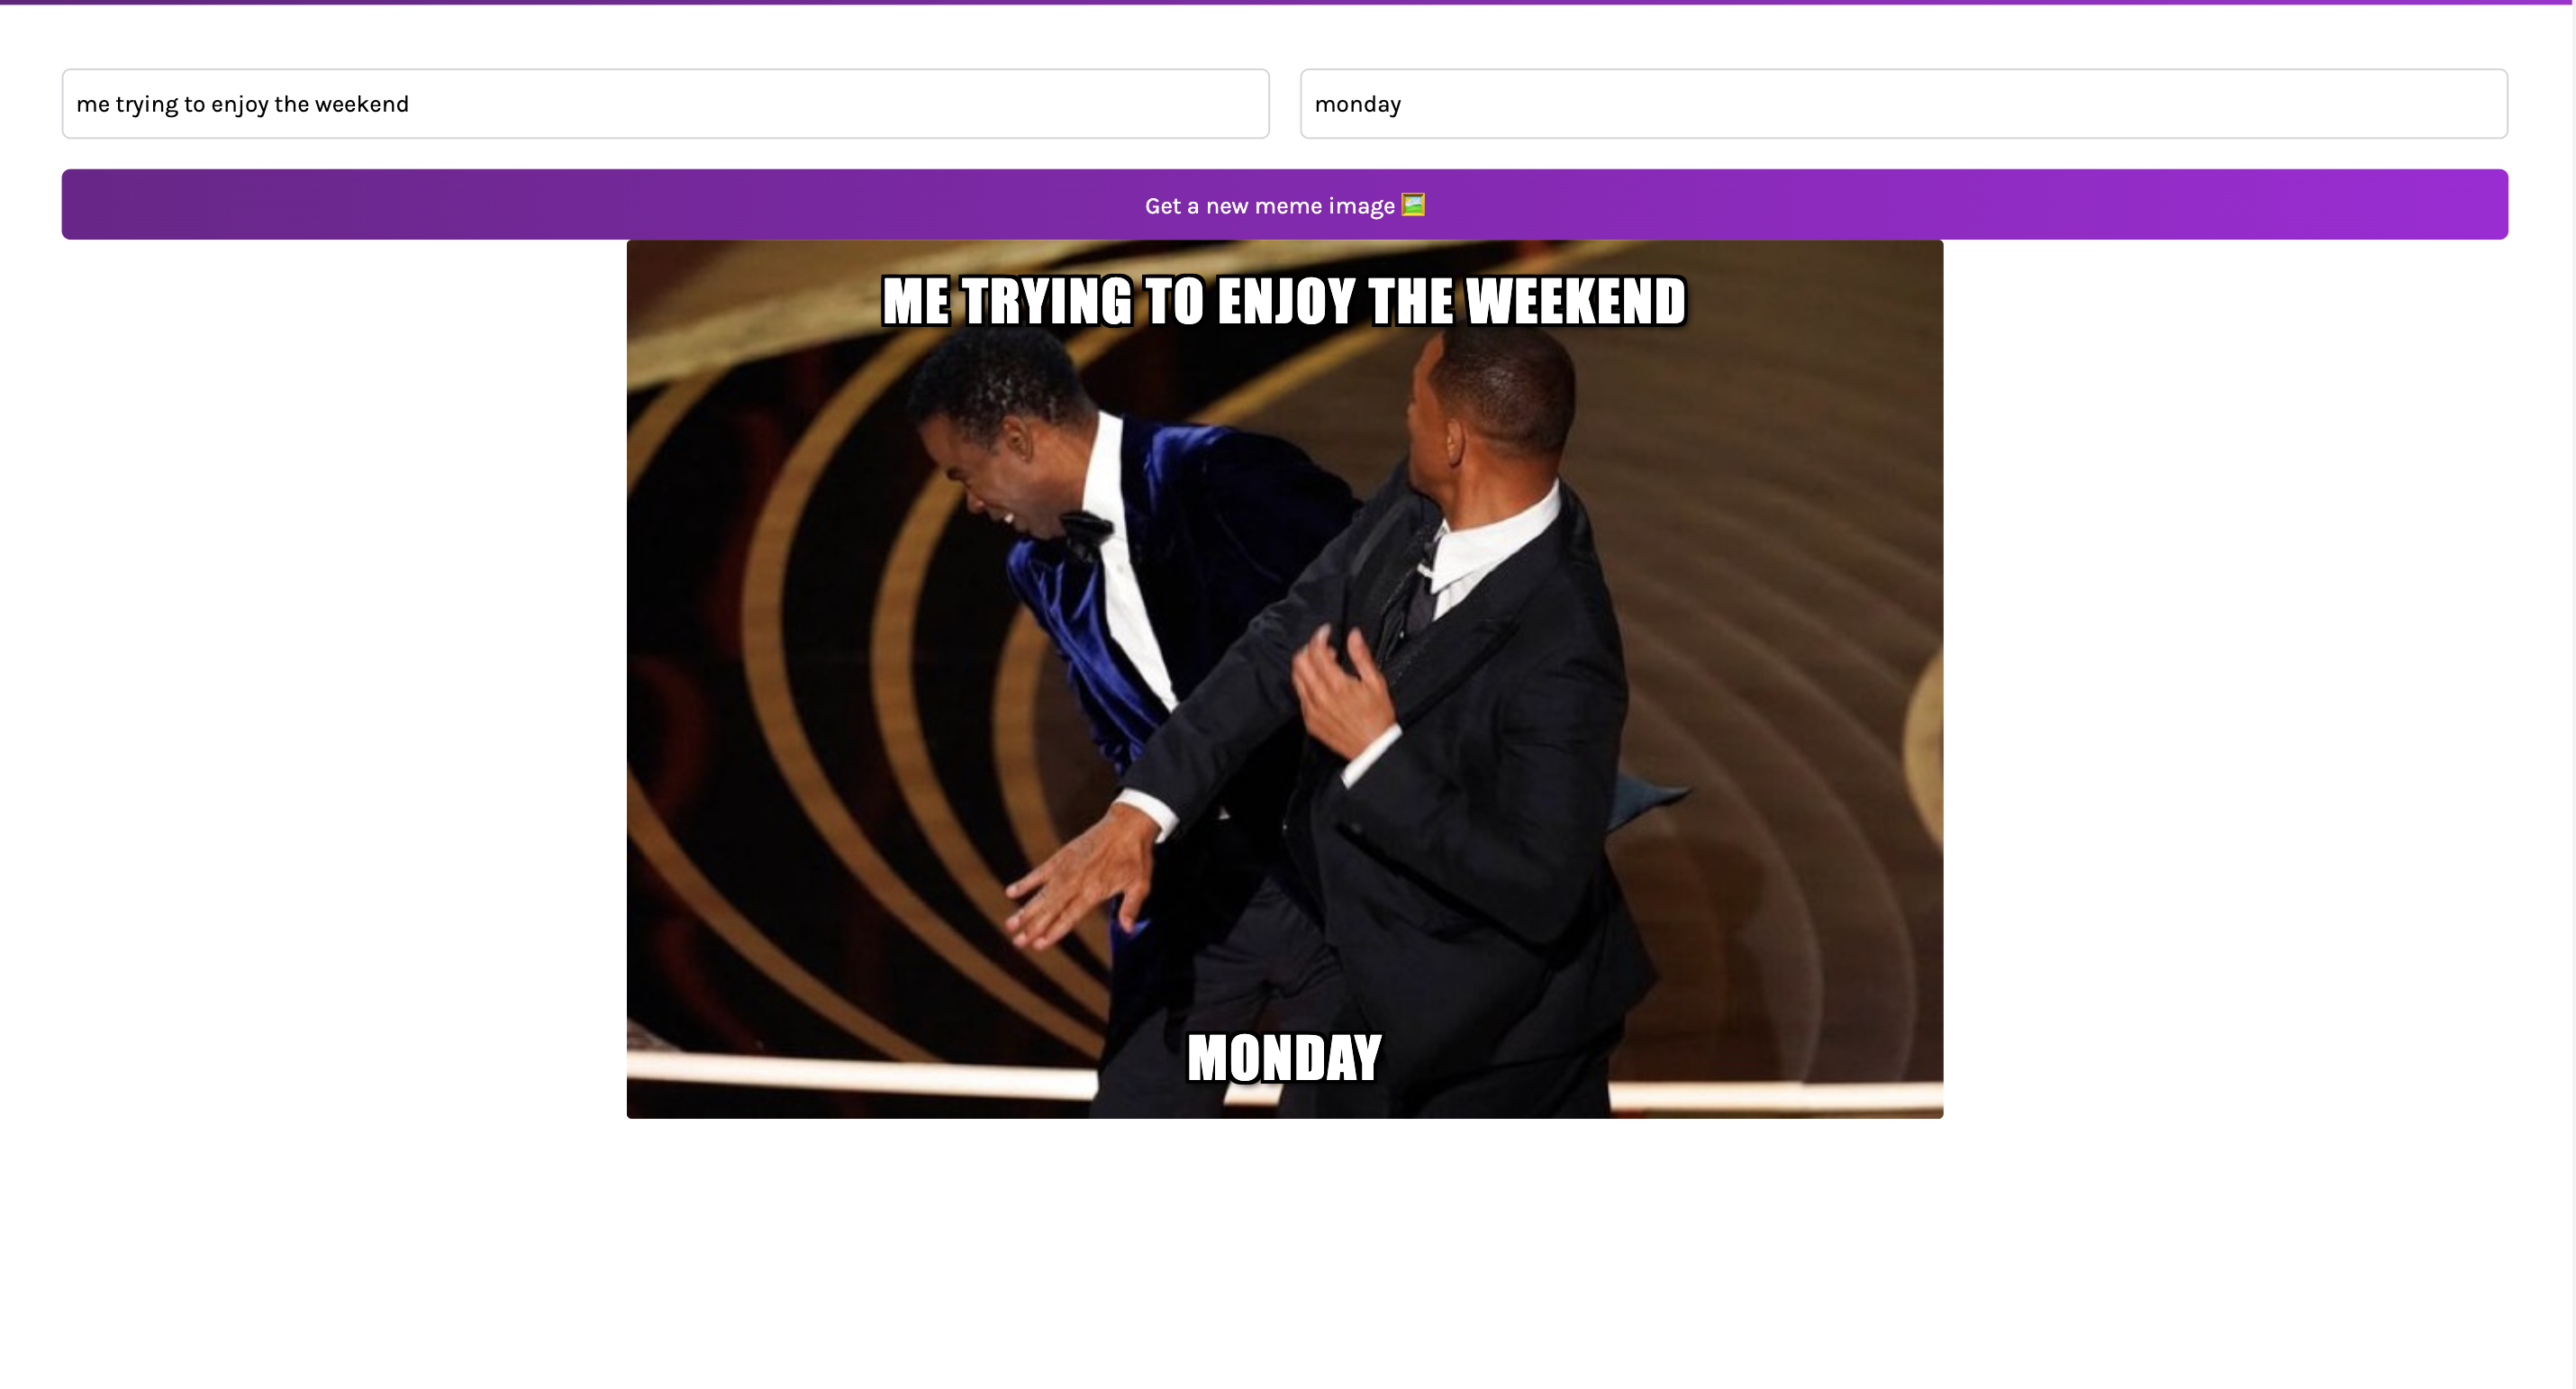 me trying to enjoy the weekend
monday
Get a new meme image 🖼️
ME TRYING TO ENJOY THE WEEKEND
MONDAY